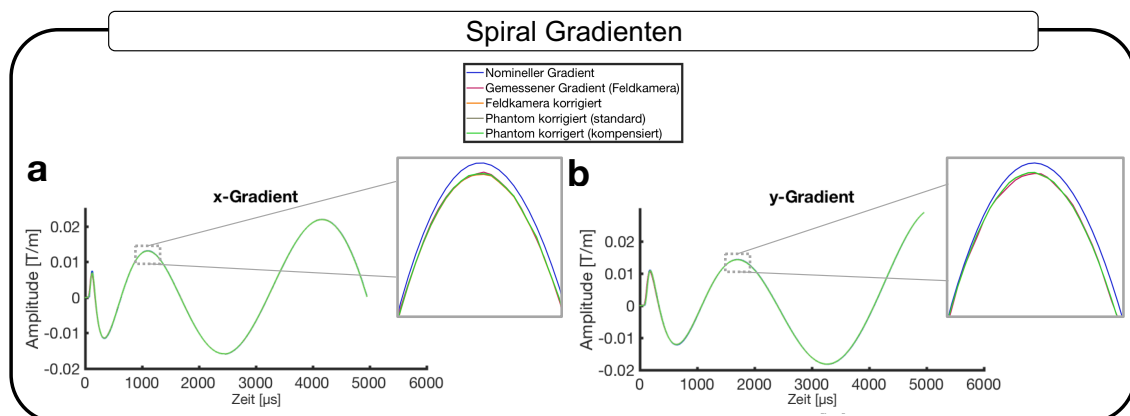 Spiral Gradienten
Nomineller Gradient
Gemessener Gradient (Feldkamera)
Feldkamera korrigiert
Phantom korrigiert (standard)
Phantom korrigert (kompensiert)
a
x-Gradient
Amplitude [T/m]
0.02
0.01
0
-0.01
-0.02
0
1000
2000
3000
4000
5000
6000
Zeit [µs]
b
y-Gradient
Amplitude [T/m]
0.02
0.01
0
-0.01
-0.02
0
1000
2000
3000
4000
5000
6000
Zeit [µs]